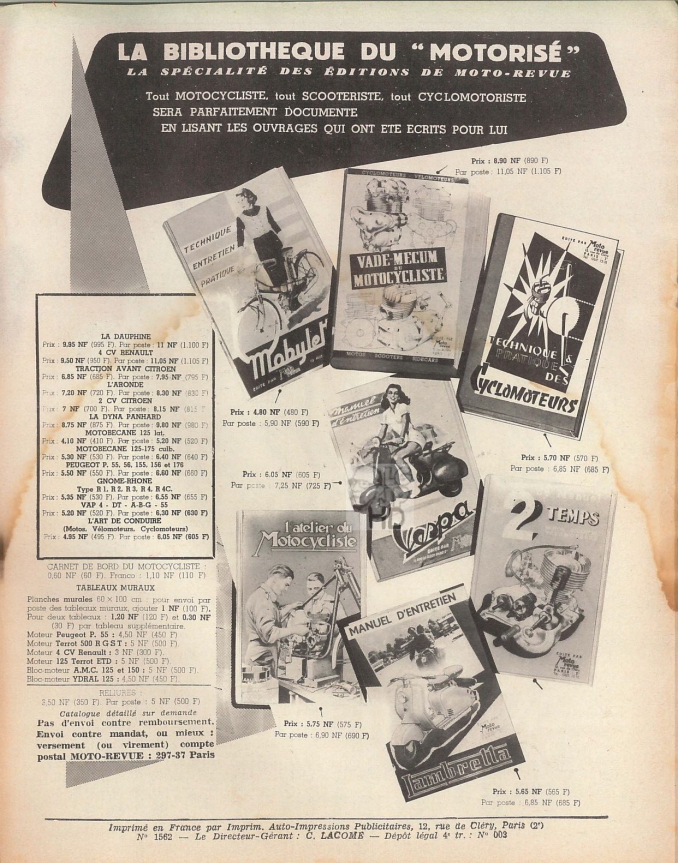 LA BIBLIOTHEQUE DU "MOTORISÉ"
LA SPÉCIALITÉ DES ÉDITIONS DE MOTO-REVUE
Tout MOTOCYCLISTE, tout SCOOTERISTE, tout CYCLOMOTORISTE
SERA PARFAITEMENT DOCUMENTE
EN LISANT LES OUVRAGES QUI ONT ETE ECRITS POUR LUI
Prix : 8.90 NF (890 F)
Par poste : 11,05 NF (1.105 F)
TECHNIQUE
ENTRETIEN
PRATIQUE
Mobylette
EDITÉ PAR
CYCLOMOTEURS VELOMOTEURS
VADE-MECUM
DU
MOTOCYCLISTE
MOTOS SCOOTERS SIDECARS
EDITÉ PAR Moto revue
PARIS
TECHNIQUE &
PRATIQUE
DES
CYCLOMOTEURS
Prix : 4.80 NF (480 F)
Par poste : 5,90 NF (590 F)
Prix : 5.70 NF (570 F)
Par poste : 6,85 NF (685 F)
Manuel
d'Entretien
Vespa
Prix : 6.05 NF (605 F)
Par poste : 7,25 NF (725 F)
l'atelier du
Motocycliste
Prix : 5.75 NF (575 F)
Par poste : 6,90 NF (690 F)
MANUEL D'ENTRETIEN
Moto revue
Lambretta
2 TEMPS
EDITÉ PAR
Moto revue
Prix : 5.65 NF (565 F)
Par poste : 6,85 NF (685 F)
LA DAUPHINE
Prix : 9.95 NF (995 F). Par poste : 11 NF (1.100 F)
4 CV RENAULT
Prix : 9.50 NF (950 F). Par poste : 11.05 NF (1.105 F)
TRACTION AVANT CITROEN
Prix : 6.85 NF (685 F). Par poste : 7,95 NF (795 F)
L'ARONDE
Prix : 7.20 NF (720 F). Par poste : 8.30 NF (830 F)
2 CV CITROEN
Prix : 7 NF (700 F). Par poste : 8.15 NF (815 F)
LA DYNA PANHARD
Prix : 8.75 NF (875 F). Par poste : 9.80 NF (980 F)
MOTOBECANE 125 lat.
Prix : 4.10 NF (410 F). Par poste : 5.20 NF (520 F)
MOTOBECANE 125-175 culb.
Prix : 5.30 NF (530 F). Par poste : 6.40 NF (640 F)
PEUGEOT P. 55, 56, 155, 156 et 176
Prix : 5.50 NF (550 F). Par poste : 6.60 NF (660 F)
GNOME-RHONE
Type R 1, R 2, R 3, R 4, R 4C.
Prix : 5.35 NF (530 F). Par poste : 6.55 NF (655 F)
VAP 4 - DT - A-B-G - 55
Prix : 5.20 NF (520 F). Par poste : 6.30 NF (630 F)
L'ART DE CONDUIRE
(Motos, Vélomoteurs, Cyclomoteurs)
Prix : 4.95 NF (495 F). Par poste : 6.05 NF (605 F)
CARNET DE BORD DU MOTOCYCLISTE :
0,60 NF (60 F). Franco : 1,10 NF (110 F)
TABLEAUX MURAUX
Planches murales 60 × 100 cm : pour envoi par
poste des tableaux muraux, ajouter 1 NF (100 F).
Pour deux tableaux : 1,20 NF (120 F) et 0.30 NF
(30 F) par tableau supplémentaire.
Moteur Peugeot P. 55 : 4,50 NF (450 F)
Moteur Terrot 500 R G S T : 5 NF (500 F).
Moteur 4 CV Renault : 3 NF (300 F).
Moteur 125 Terrot ETD : 5 NF (500 F).
Bloc-moteur A.M.C. 125 et 150 : 5 NF (500 F).
Bloc-moteur YDRAL 125 : 4,50 NF (450 F).
RELIURES :
3,50 NF (350 F). Par poste : 5 NF (500 F)
Catalogue détaillé sur demande
Pas d'envoi contre remboursement.
Envoi contre mandat, ou mieux :
versement (ou virement) compte
postal MOTO-REVUE : 297-37 Paris
Imprimé en France par Imprim. Auto-Impressions Publicitaires, 12, rue de Cléry, Paris (2e)
N° 1562 — Le Directeur-Gérant : C. LACOME — Dépôt légal 4e tr. : N° 003